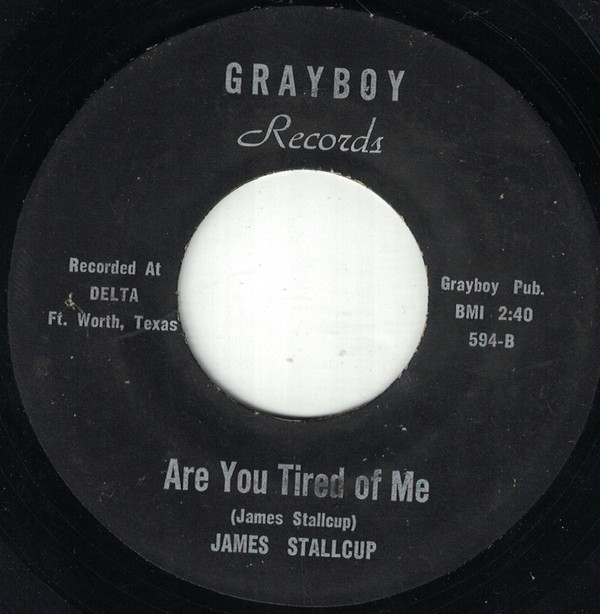 GRAYBOY
Records
Recorded At
DELTA
Ft. Worth, Texas
Grayboy Pub.
BMI 2:40
594-B
Are You Tired of Me
(James Stallcup)
JAMES STALLCUP